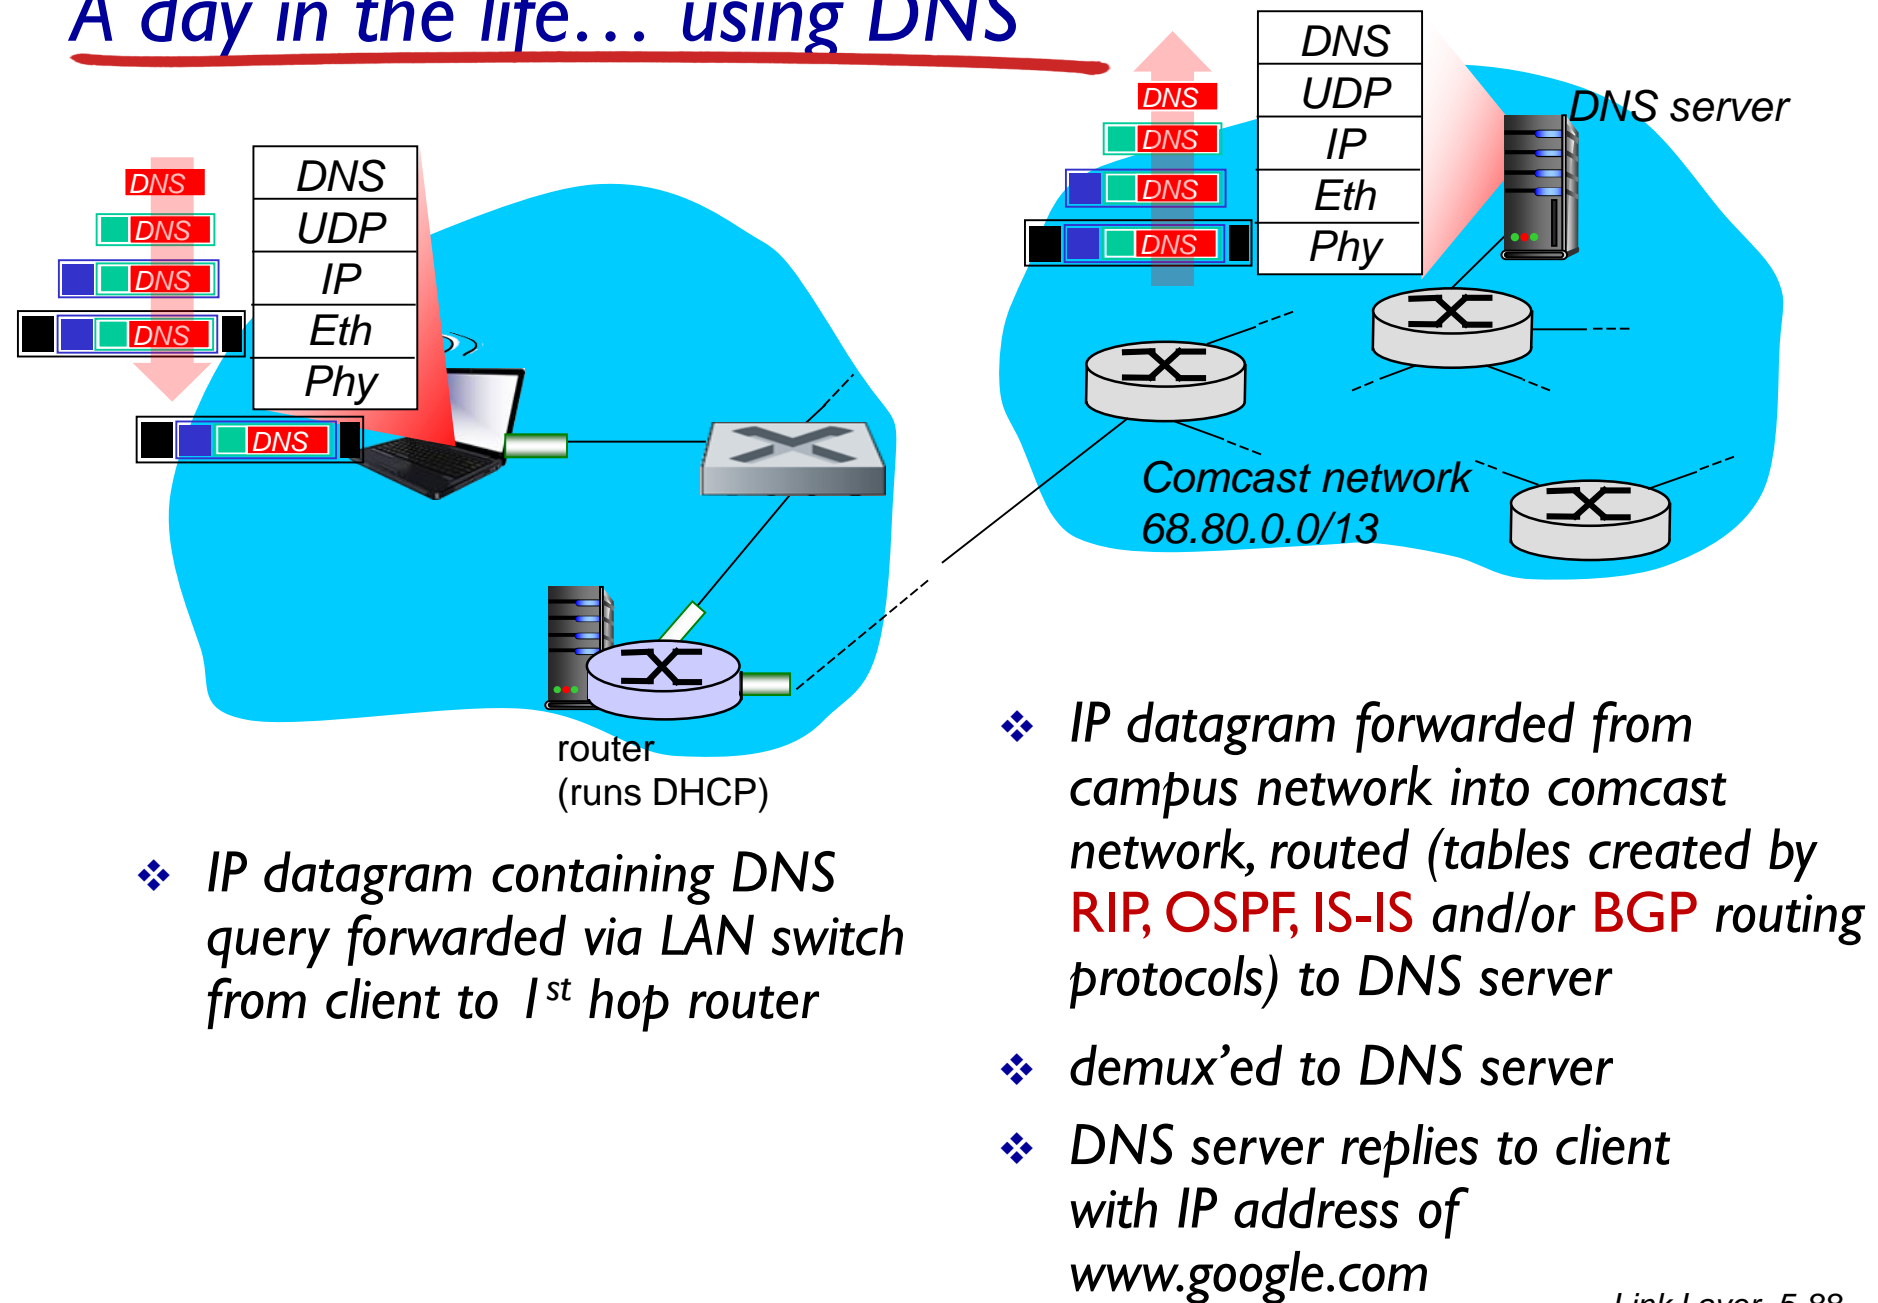 A day in the life… using DNS
DNS
UDP
IP
Eth
Phy
DNS
DNS
DNS
DNS
DNS server
DNS
UDP
IP
Eth
Phy
DNS
DNS
DNS
DNS
DNS
Comcast network
68.80.0.0/13
router
(runs DHCP)
❖ IP datagram containing DNS
query forwarded via LAN switch
from client to 1st hop router
❖ IP datagram forwarded from
campus network into comcast
network, routed (tables created by
RIP, OSPF, IS-IS and/or BGP routing
protocols) to DNS server
❖ demux’ed to DNS server
❖ DNS server replies to client
with IP address of
www.google.com
Link Layer 5-88